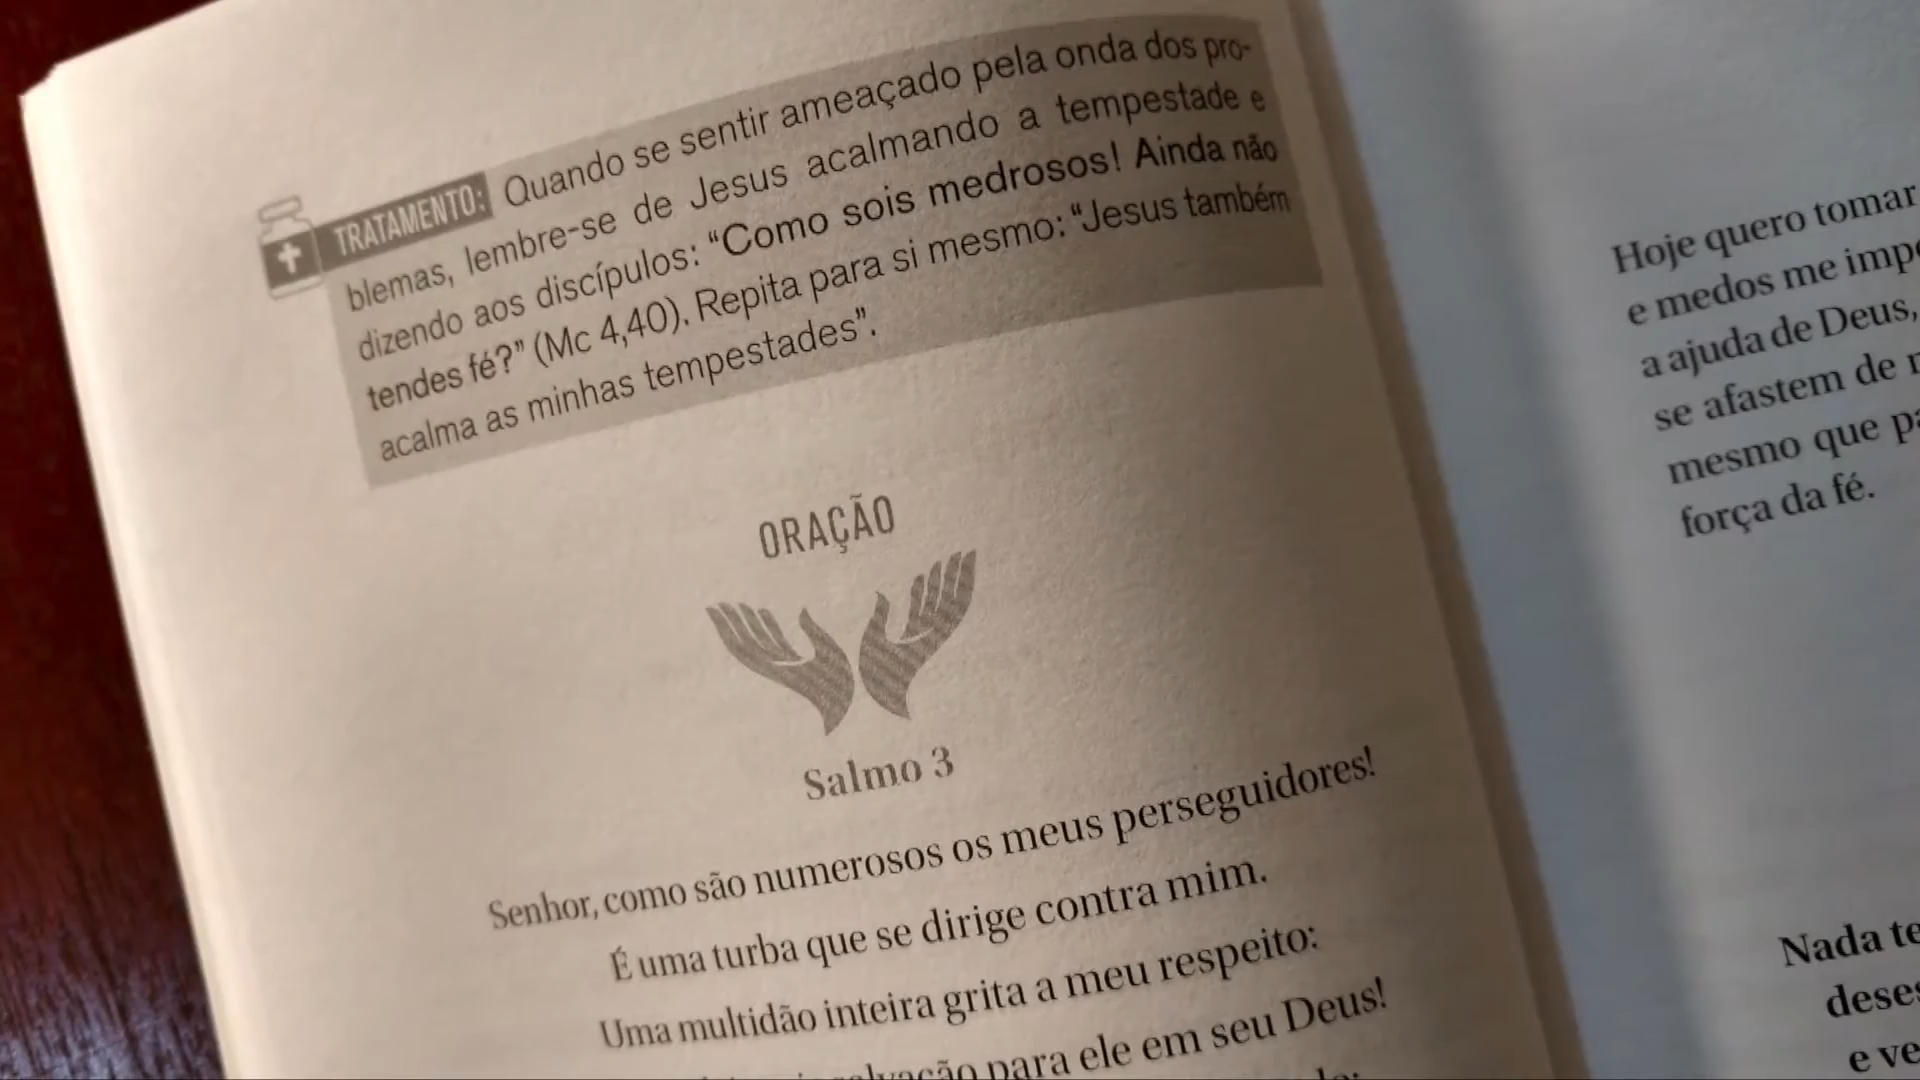 TRATAMENTO: Quando se sentir ameaçado pela onda dos pro-
blemas, lembre-se de Jesus acalmando a tempestade e
dizendo aos discípulos: “Como sois medrosos! Ainda não
tendes fé?” (Mc 4,40). Repita para si mesmo: “Jesus também
acalma as minhas tempestades”.
ORAÇÃO
Salmo 3
Senhor, como são numerosos os meus perseguidores!
É uma turba que se dirige contra mim.
Uma multidão inteira grita a meu respeito:
para ele em seu Deus!
Hoje quero tomar
e medos me
a ajuda de Deus,
se afastem de
mesmo que
força da fé.
Nada
e